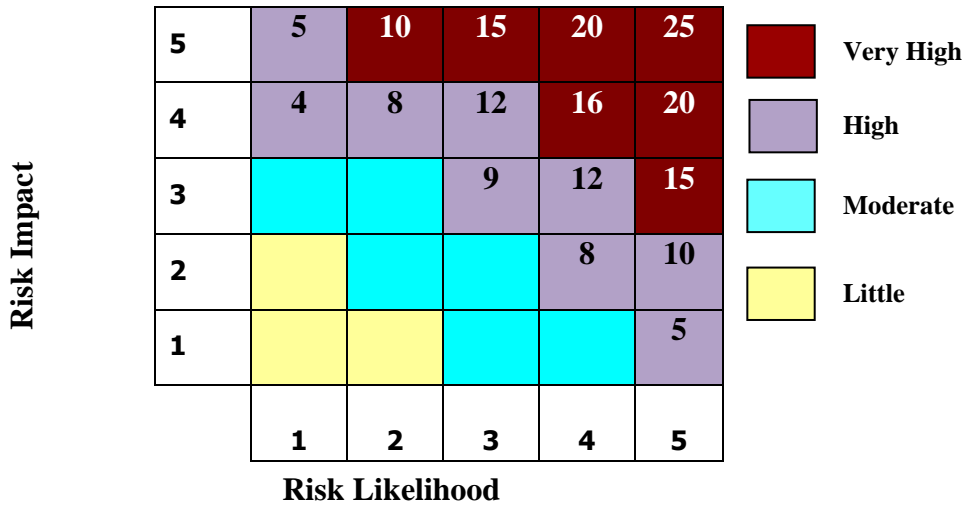 5 5 10 15 20 25
4 4 8 12 16 20
3 9 12 15
2 8 10
1 5
1 2 3 4 5
Risk Impact
Risk Likelihood
Very High
High
Moderate
Little